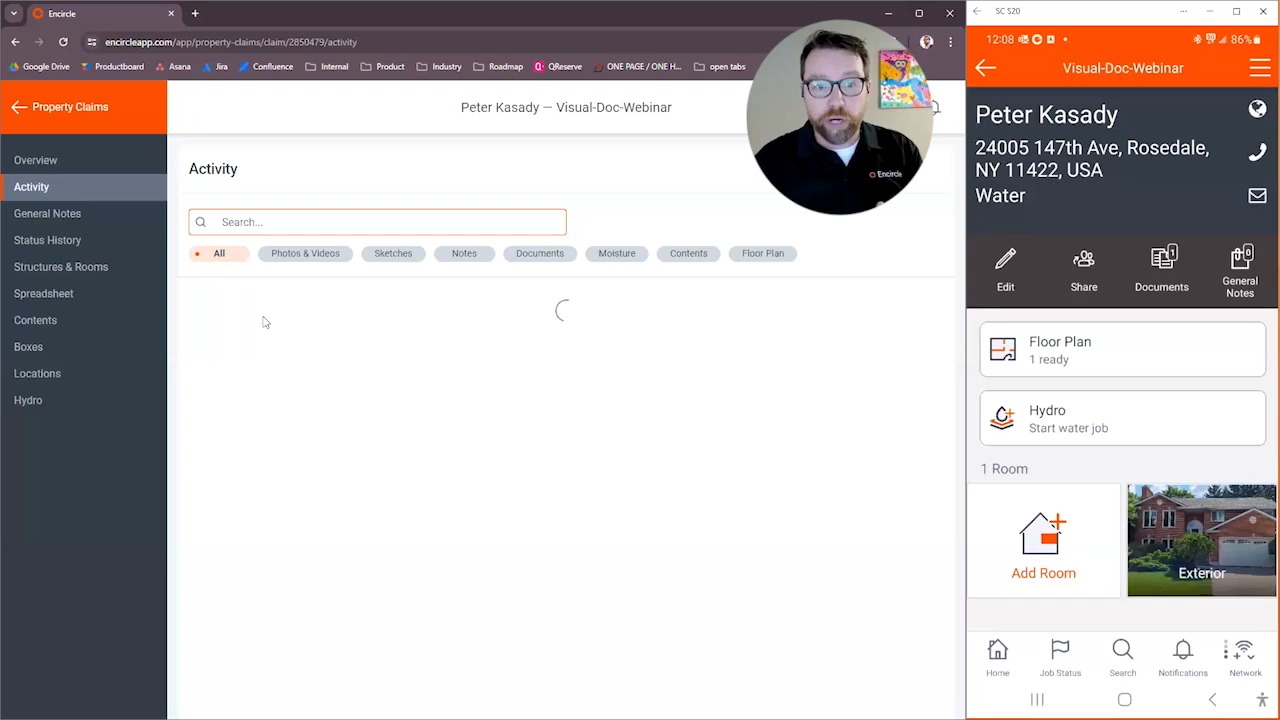 Encircle
encircleapp.com/app/property-claims/claim/2850479/activity
Google Drive
Productboard
Asana
Jira
Confluence
Internal
Product
Industry
Roadmap
QReserve
ONE PAGE / ONE H...
open tabs
Property Claims
Peter Kasady — Visual-Doc-Webinar
Overview
Activity
General Notes
Status History
Structures & Rooms
Spreadsheet
Contents
Boxes
Locations
Hydro
Activity
Search...
All
Photos & Videos
Sketches
Notes
Documents
Moisture
Contents
Floor Plan
Encircle
SC S20
12:08
86%
Visual-Doc-Webinar
Peter Kasady
24005 147th Ave, Rosedale,
NY 11422, USA
Water
Edit
Share
1
Documents
0
General
Notes
Floor Plan
1 ready
Hydro
Start water job
1 Room
Add Room
Exterior
Home
Job Status
Search
Notifications
Network